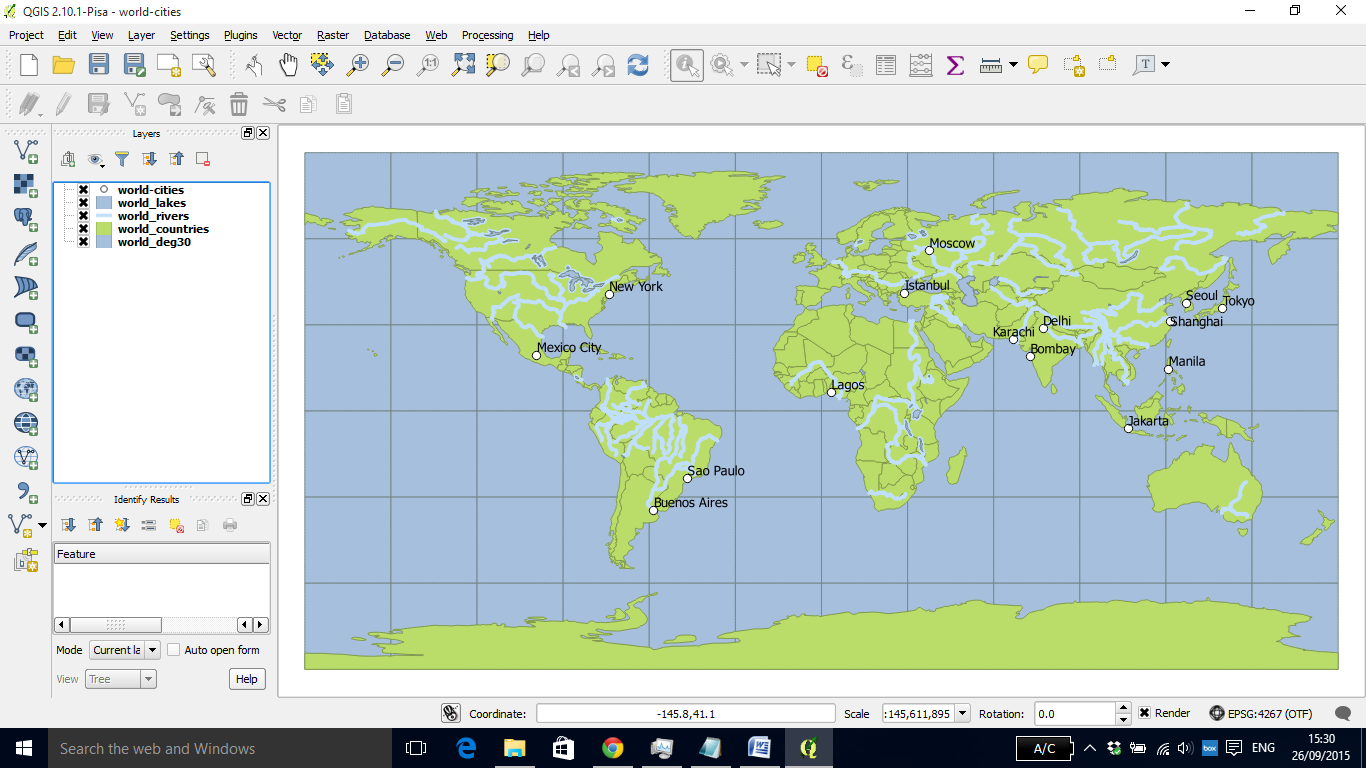 QGIS 2.10.1-Pisa - world-cities
Project Edit View Layer Settings Plugins Vector Raster Database Web Processing Help
1:1
T
Layers
world-cities
world_lakes
world_rivers
world_countries
world_deg30
Identify Results
Feature
Mode Current la Auto open form
View Tree Help
Moscow
New York
Istanbul
Seoul
Tokyo
Delhi
Shanghai
Karachi
Mexico City
Bombay
Manila
Lagos
Jakarta
Sao Paulo
Buenos Aires
Coordinate: -145.8,41.1 Scale :145,611,895 Rotation: 0.0 Render EPSG:4267 (OTF)
Search the web and Windows
A/C
box
ENG
15:30
26/09/2015